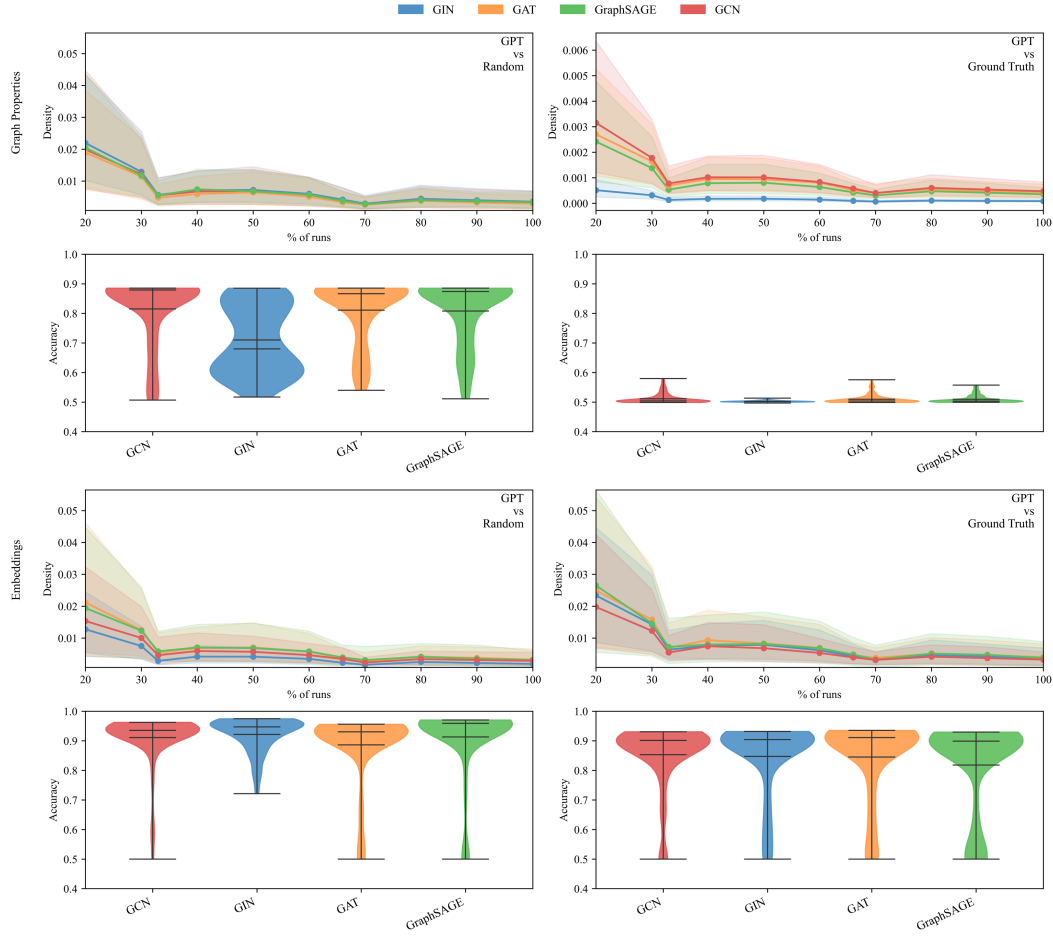 GIN GAT GraphSAGE GCN
Graph Properties
Density
0.05
0.04
0.03
0.02
0.01
20 30 40 50 60 70 80 90 100
% of runs
GPT
vs
Random
Density
0.006
0.005
0.004
0.003
0.002
0.001
0.000
20 30 40 50 60 70 80 90 100
% of runs
GPT
vs
Ground Truth
Accuracy
1.0
0.9
0.8
0.7
0.6
0.5
0.4
GCN GIN GAT GraphSAGE
Accuracy
1.0
0.9
0.8
0.7
0.6
0.5
0.4
GCN GIN GAT GraphSAGE
Embeddings
Density
0.05
0.04
0.03
0.02
0.01
20 30 40 50 60 70 80 90 100
% of runs
GPT
vs
Random
Density
0.05
0.04
0.03
0.02
0.01
20 30 40 50 60 70 80 90 100
% of runs
GPT
vs
Ground Truth
Accuracy
1.0
0.9
0.8
0.7
0.6
0.5
0.4
GCN GIN GAT GraphSAGE
Accuracy
1.0
0.9
0.8
0.7
0.6
0.5
0.4
GCN GIN GAT GraphSAGE